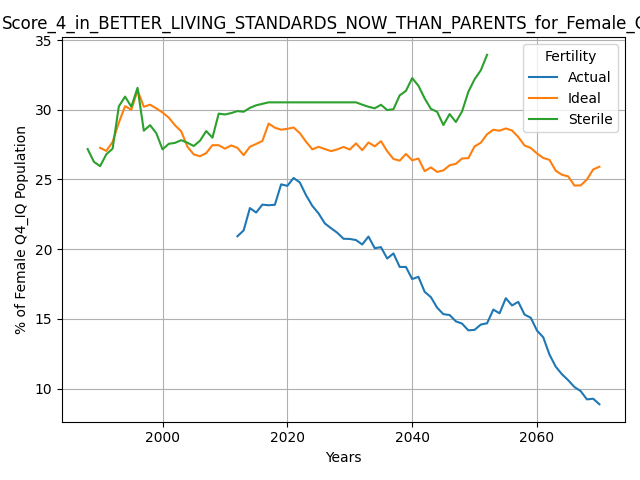 Score_4_in_BETTER_LIVING_STANDARDS_NOW_THAN_PARENTS_for_Female_
35
30
25
20
15
10
% of Female Q4_IQ Population
Fertility
Actual
Ideal
Sterile
2000
2020
2040
2060
Years